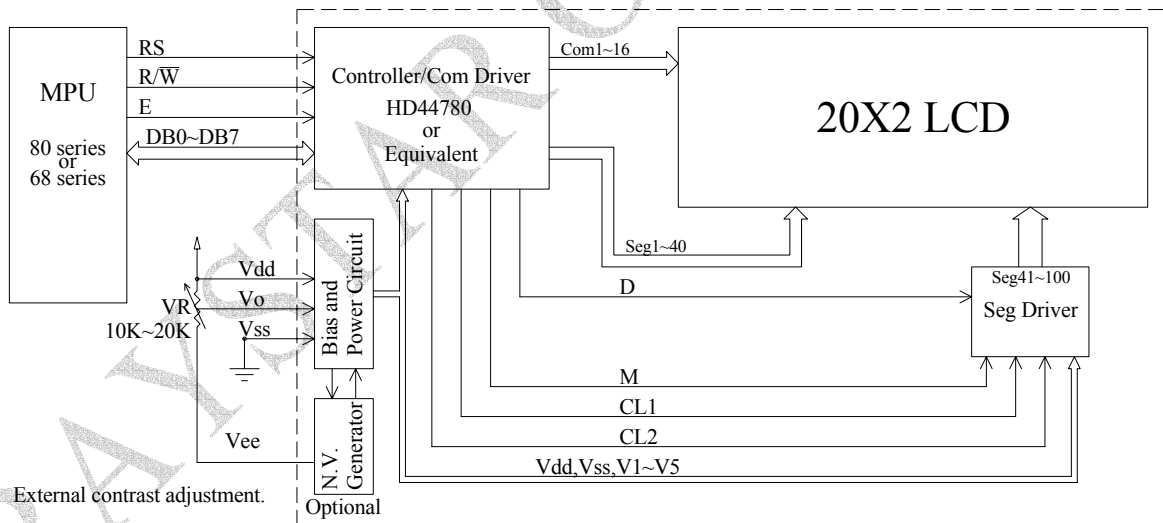 MPU
80 series
or
68 series
RS
R/W̅
E
DB0~DB7
Controller/Com Driver
HD44780
or
Equivalent
Com1~16
20X2 LCD
Seg1~40
Seg41~100
Seg Driver
D
M
CL1
CL2
Vdd,Vss,V1~V5
Vdd
Vo
Vss
VR
10K~20K
Bias and
Power Circuit
N.V.
Generator
Vee
External contrast adjustment.
Optional